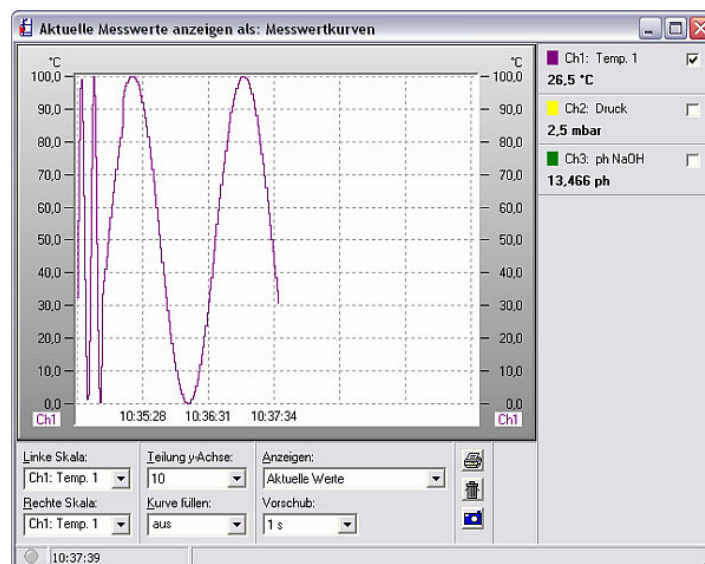 Aktuelle Messwerte anzeigen als: Messwertkurven
°C °C
100,0 100,0
90,0 90,0
80,0 80,0
70,0 70,0
60,0 60,0
50,0 50,0
40,0 40,0
30,0 30,0
20,0 20,0
10,0 10,0
0,0 0,0
Ch1 10:35:28 10:36:31 10:37:34 Ch1
Ch1: Temp. 1
26,5 °C
Ch2: Druck
2,5 mbar
Ch3: ph NaOH
13,466 ph
Linke Skala: Teilung y-Achse: Anzeigen:
Ch1: Temp. 1 10 Aktuelle Werte
Rechte Skala: Kurve füllen: Vorschub:
Ch1: Temp. 1 aus 1 s
10:37:39